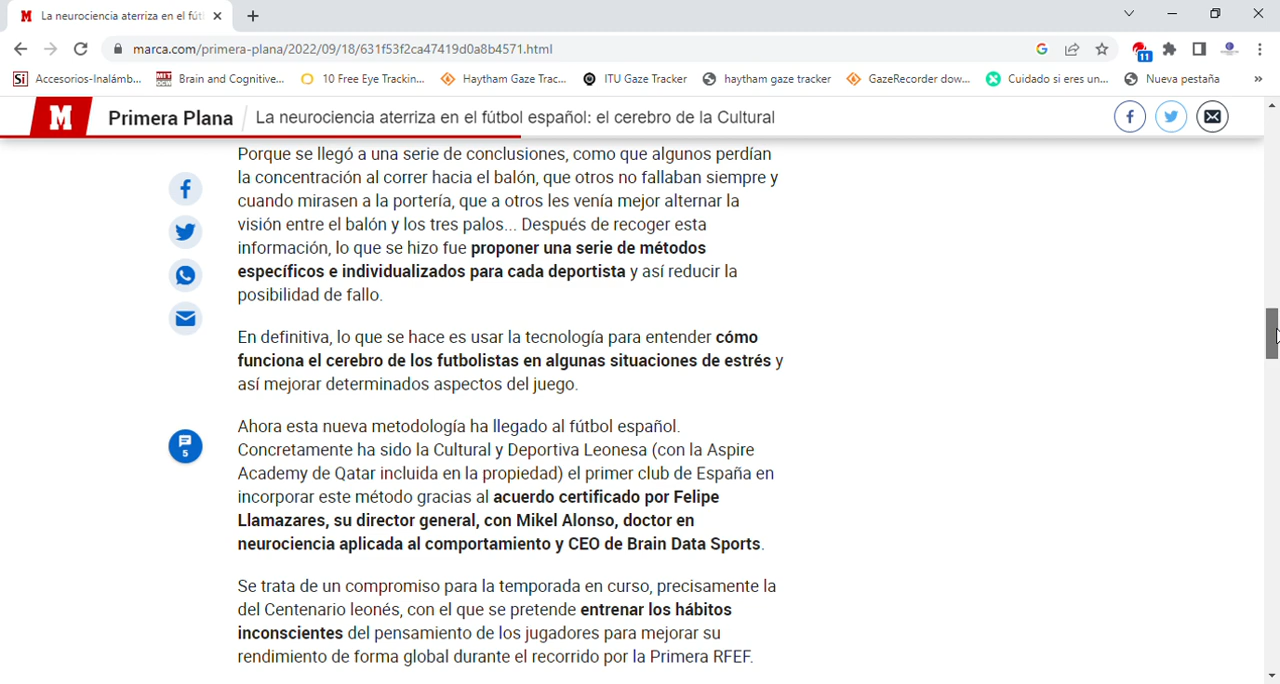 La neurociencia aterriza en el fút
marca.com/primera-plana/2022/09/18/631f53f2ca47419d0a8b4571.html
11
Accesorios-Inalámb...
Brain and Cognitive...
10 Free Eye Trackin...
Haytham Gaze Trac...
ITU Gaze Tracker
haytham gaze tracker
GazeRecorder dow...
Cuidado si eres un...
Nueva pestaña
M
Primera Plana
La neurociencia aterriza en el fútbol español: el cerebro de la Cultural
Porque se llegó a una serie de conclusiones, como que algunos perdían
la concentración al correr hacia el balón, que otros no fallaban siempre y
cuando mirasen a la portería, que a otros les venía mejor alternar la
visión entre el balón y los tres palos... Después de recoger esta
información, lo que se hizo fue proponer una serie de métodos
específicos e individualizados para cada deportista y así reducir la
posibilidad de fallo.
En definitiva, lo que se hace es usar la tecnología para entender cómo
funciona el cerebro de los futbolistas en algunas situaciones de estrés y
así mejorar determinados aspectos del juego.
5
Ahora esta nueva metodología ha llegado al fútbol español.
Concretamente ha sido la Cultural y Deportiva Leonesa (con la Aspire
Academy de Qatar incluida en la propiedad) el primer club de España en
incorporar este método gracias al acuerdo certificado por Felipe
Llamazares, su director general, con Mikel Alonso, doctor en
neurociencia aplicada al comportamiento y CEO de Brain Data Sports.
Se trata de un compromiso para la temporada en curso, precisamente la
del Centenario leonés, con el que se pretende entrenar los hábitos
inconscientes del pensamiento de los jugadores para mejorar su
rendimiento de forma global durante el recorrido por la Primera RFEF.